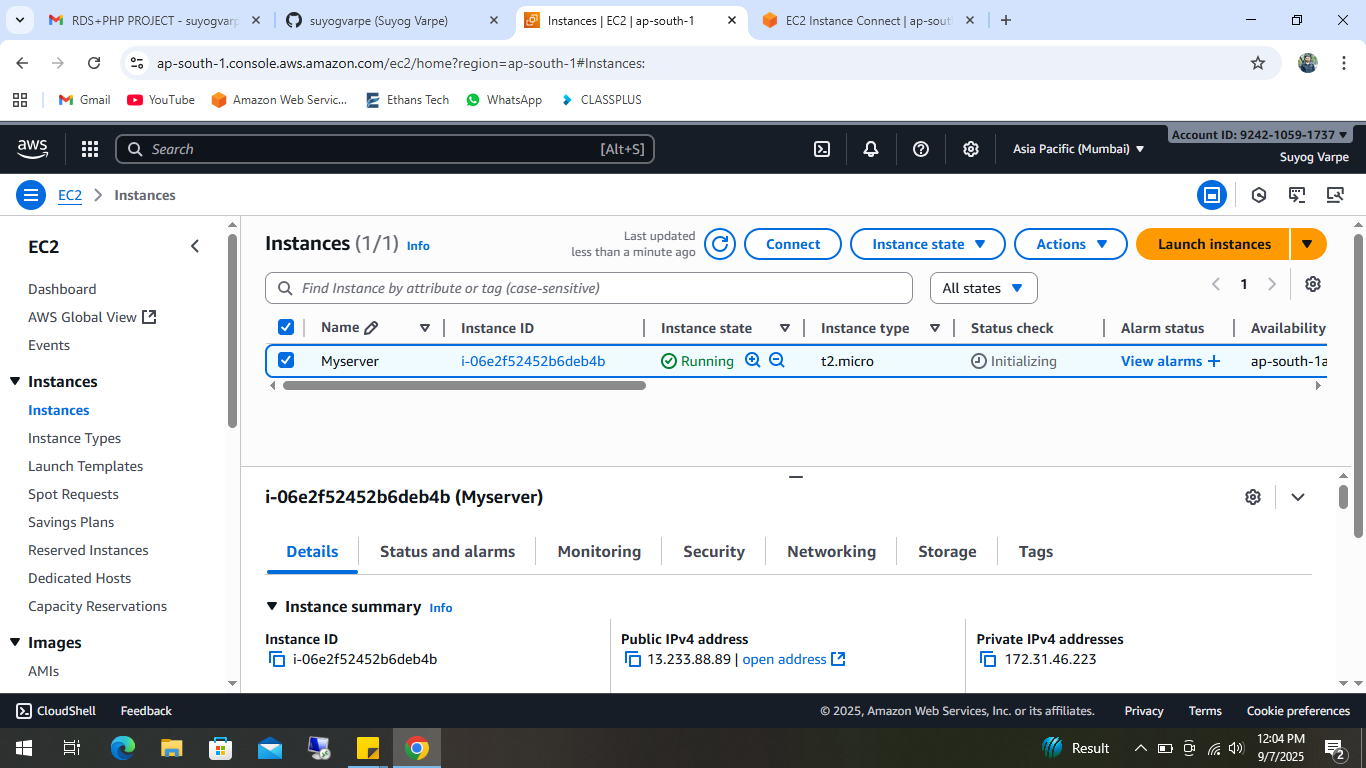 RDS+PHP PROJECT - suyogvarp
suyogvarpe (Suyog Varpe)
Instances | EC2 | ap-south-1
EC2 Instance Connect | ap-sout
ap-south-1.console.aws.amazon.com/ec2/home?region=ap-south-1#Instances:
Gmail
YouTube
Amazon Web Servic...
Ethans Tech
WhatsApp
CLASSPLUS
aws
Search
[Alt+S]
Asia Pacific (Mumbai)
Account ID: 9242-1059-1737
Suyog Varpe
EC2
Instances
EC2
Dashboard
AWS Global View
Events
Instances
Instances
Instance Types
Launch Templates
Spot Requests
Savings Plans
Reserved Instances
Dedicated Hosts
Capacity Reservations
Images
AMIs
Instances (1/1) Info
Last updated
less than a minute ago
Connect
Instance state
Actions
Launch instances
Find Instance by attribute or tag (case-sensitive)
All states
1
Name
Instance ID
Instance state
Instance type
Status check
Alarm status
Availability
Myserver
i-06e2f52452b6deb4b
Running
t2.micro
Initializing
View alarms +
ap-south-1a
i-06e2f52452b6deb4b (Myserver)
Details
Status and alarms
Monitoring
Security
Networking
Storage
Tags
Instance summary Info
Instance ID
i-06e2f52452b6deb4b
Public IPv4 address
13.233.88.89 | open address
Private IPv4 addresses
172.31.46.223
CloudShell
Feedback
© 2025, Amazon Web Services, Inc. or its affiliates.
Privacy
Terms
Cookie preferences
Result
12:04 PM
9/7/2025
2